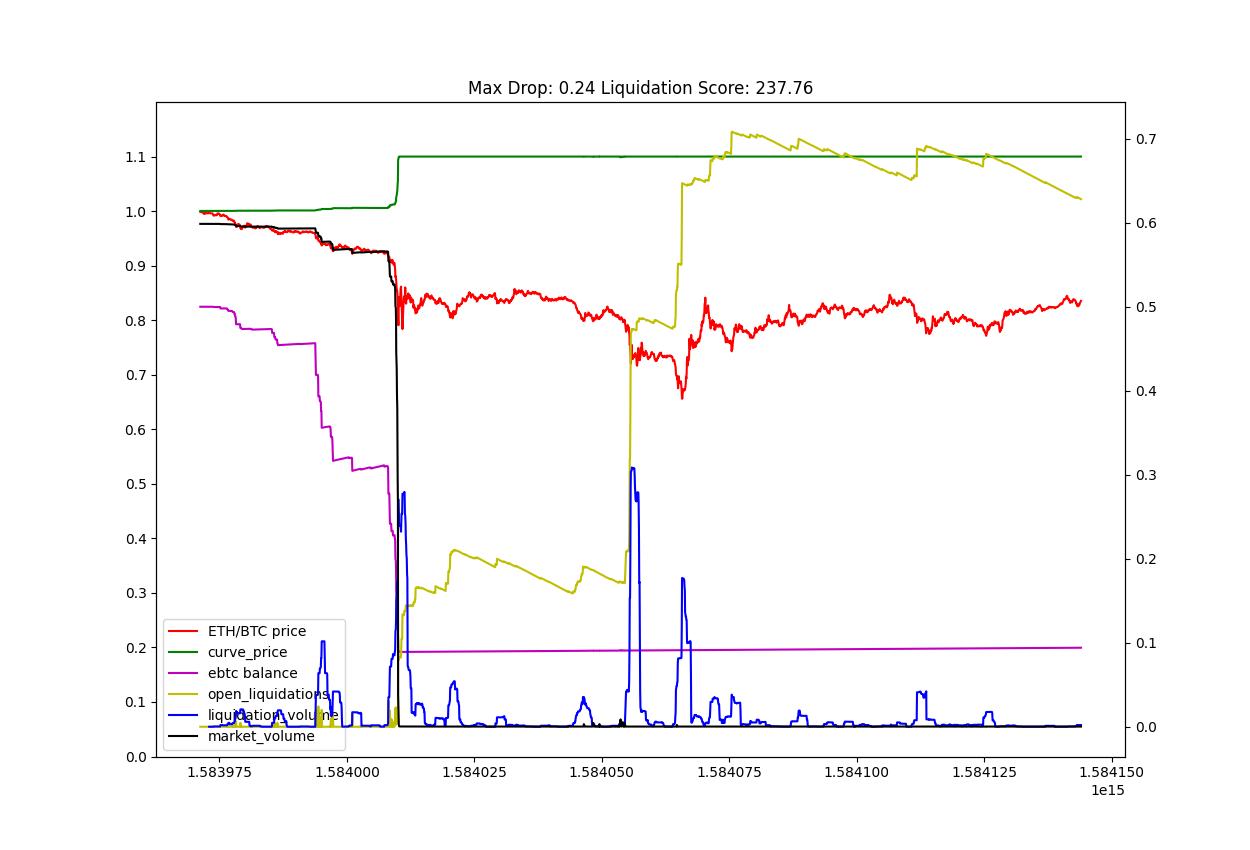 Max Drop: 0.24 Liquidation Score: 237.76
1.1
1.0
0.9
0.8
0.7
0.6
0.5
0.4
0.3
0.2
0.1
0.0
0.7
0.6
0.5
0.4
0.3
0.2
0.1
0.0
ETH/BTC price
curve_price
ebtc balance
open_liquidations
liquidation_volume
market_volume
1.583975 1.584000 1.584025 1.584050 1.584075 1.584100 1.584125 1.584150
1e15